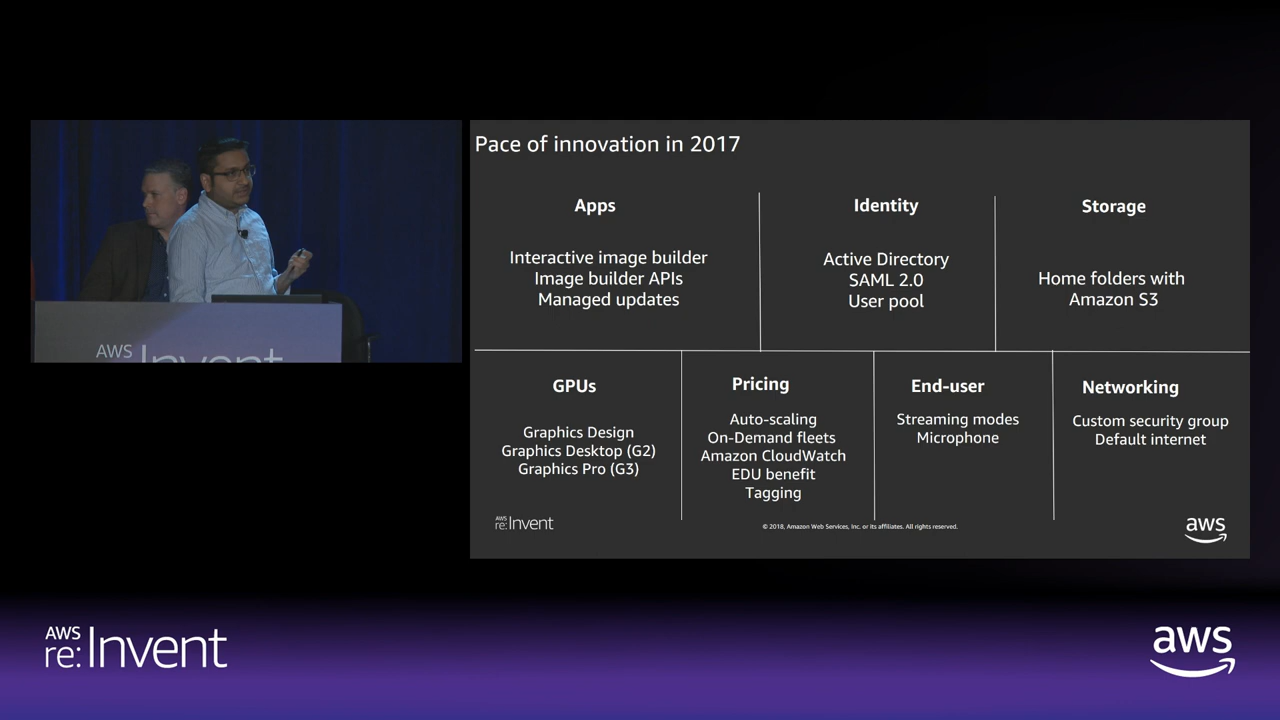 Pace of innovation in 2017
Apps
Interactive image builder
Image builder APIs
Managed updates
Identity
Active Directory
SAML 2.0
User pool
Storage
Home folders with
Amazon S3
GPUs
Graphics Design
Graphics Desktop (G2)
Graphics Pro (G3)
Pricing
Auto-scaling
On-Demand fleets
Amazon CloudWatch
EDU benefit
Tagging
End-user
Streaming modes
Microphone
Networking
Custom security group
Default internet
AWS
re:Invent
© 2018, Amazon Web Services, Inc. or its affiliates. All rights reserved.
aws
AWS
Invent
AWS
re:Invent
aws